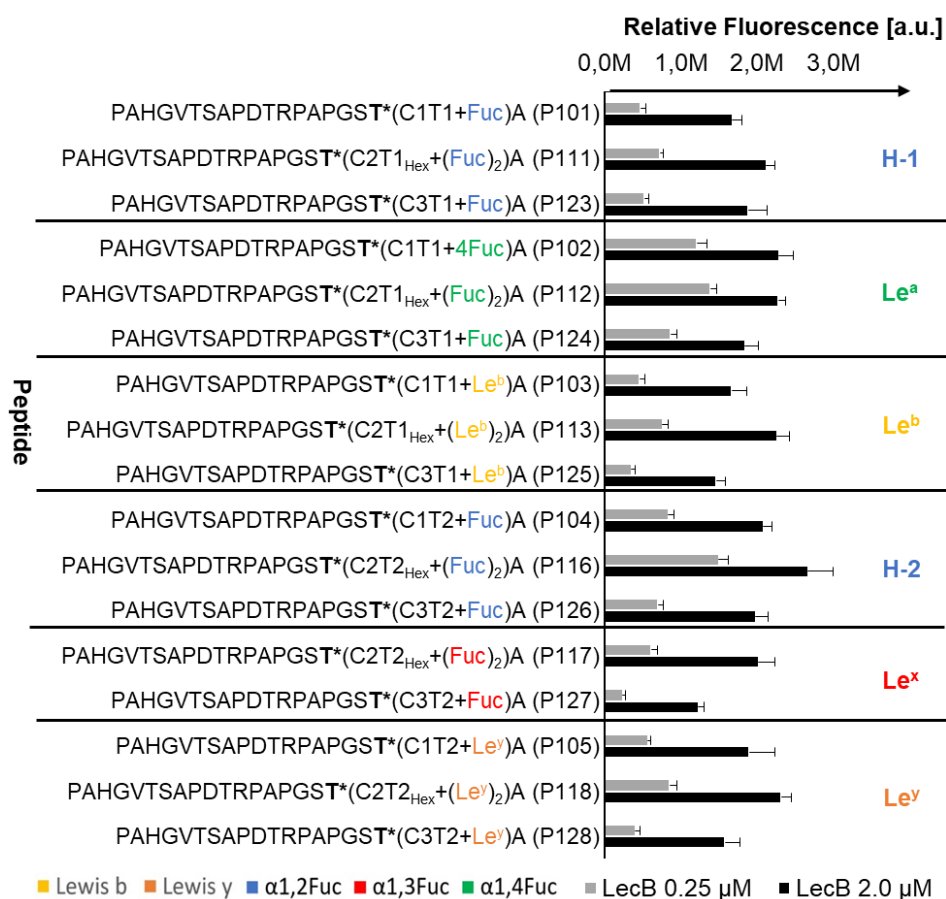 Relative Fluorescence [a.u.]
0,0M 1,0M 2,0M 3,0M
PAHGVTSAPDTRPAPGST*(C1T1+Fuc)A (P101)
PAHGVTSAPDTRPAPGST*(C2T1Hex+(Fuc)2)A (P111)
H-1
PAHGVTSAPDTRPAPGST*(C3T1+Fuc)A (P123)
PAHGVTSAPDTRPAPGST*(C1T1+4Fuc)A (P102)
PAHGVTSAPDTRPAPGST*(C2T1Hex+(Fuc)2)A (P112)
Leª
PAHGVTSAPDTRPAPGST*(C3T1+Fuc)A (P124)
Peptide
PAHGVTSAPDTRPAPGST*(C1T1+Leᵇ)A (P103)
PAHGVTSAPDTRPAPGST*(C2T1Hex+(Leᵇ)2)A (P113)
Leᵇ
PAHGVTSAPDTRPAPGST*(C3T1+Leᵇ)A (P125)
PAHGVTSAPDTRPAPGST*(C1T2+Fuc)A (P104)
PAHGVTSAPDTRPAPGST*(C2T2Hex+(Fuc)2)A (P116)
H-2
PAHGVTSAPDTRPAPGST*(C3T2+Fuc)A (P126)
PAHGVTSAPDTRPAPGST*(C2T2Hex+(Fuc)2)A (P117)
Leˣ
PAHGVTSAPDTRPAPGST*(C3T2+Fuc)A (P127)
PAHGVTSAPDTRPAPGST*(C1T2+Leʸ)A (P105)
PAHGVTSAPDTRPAPGST*(C2T2Hex+(Leʸ)2)A (P118)
Leʸ
PAHGVTSAPDTRPAPGST*(C3T2+Leʸ)A (P128)
Lewis b Lewis y α1,2Fuc α1,3Fuc α1,4Fuc LecB 0.25 µM LecB 2.0 µM